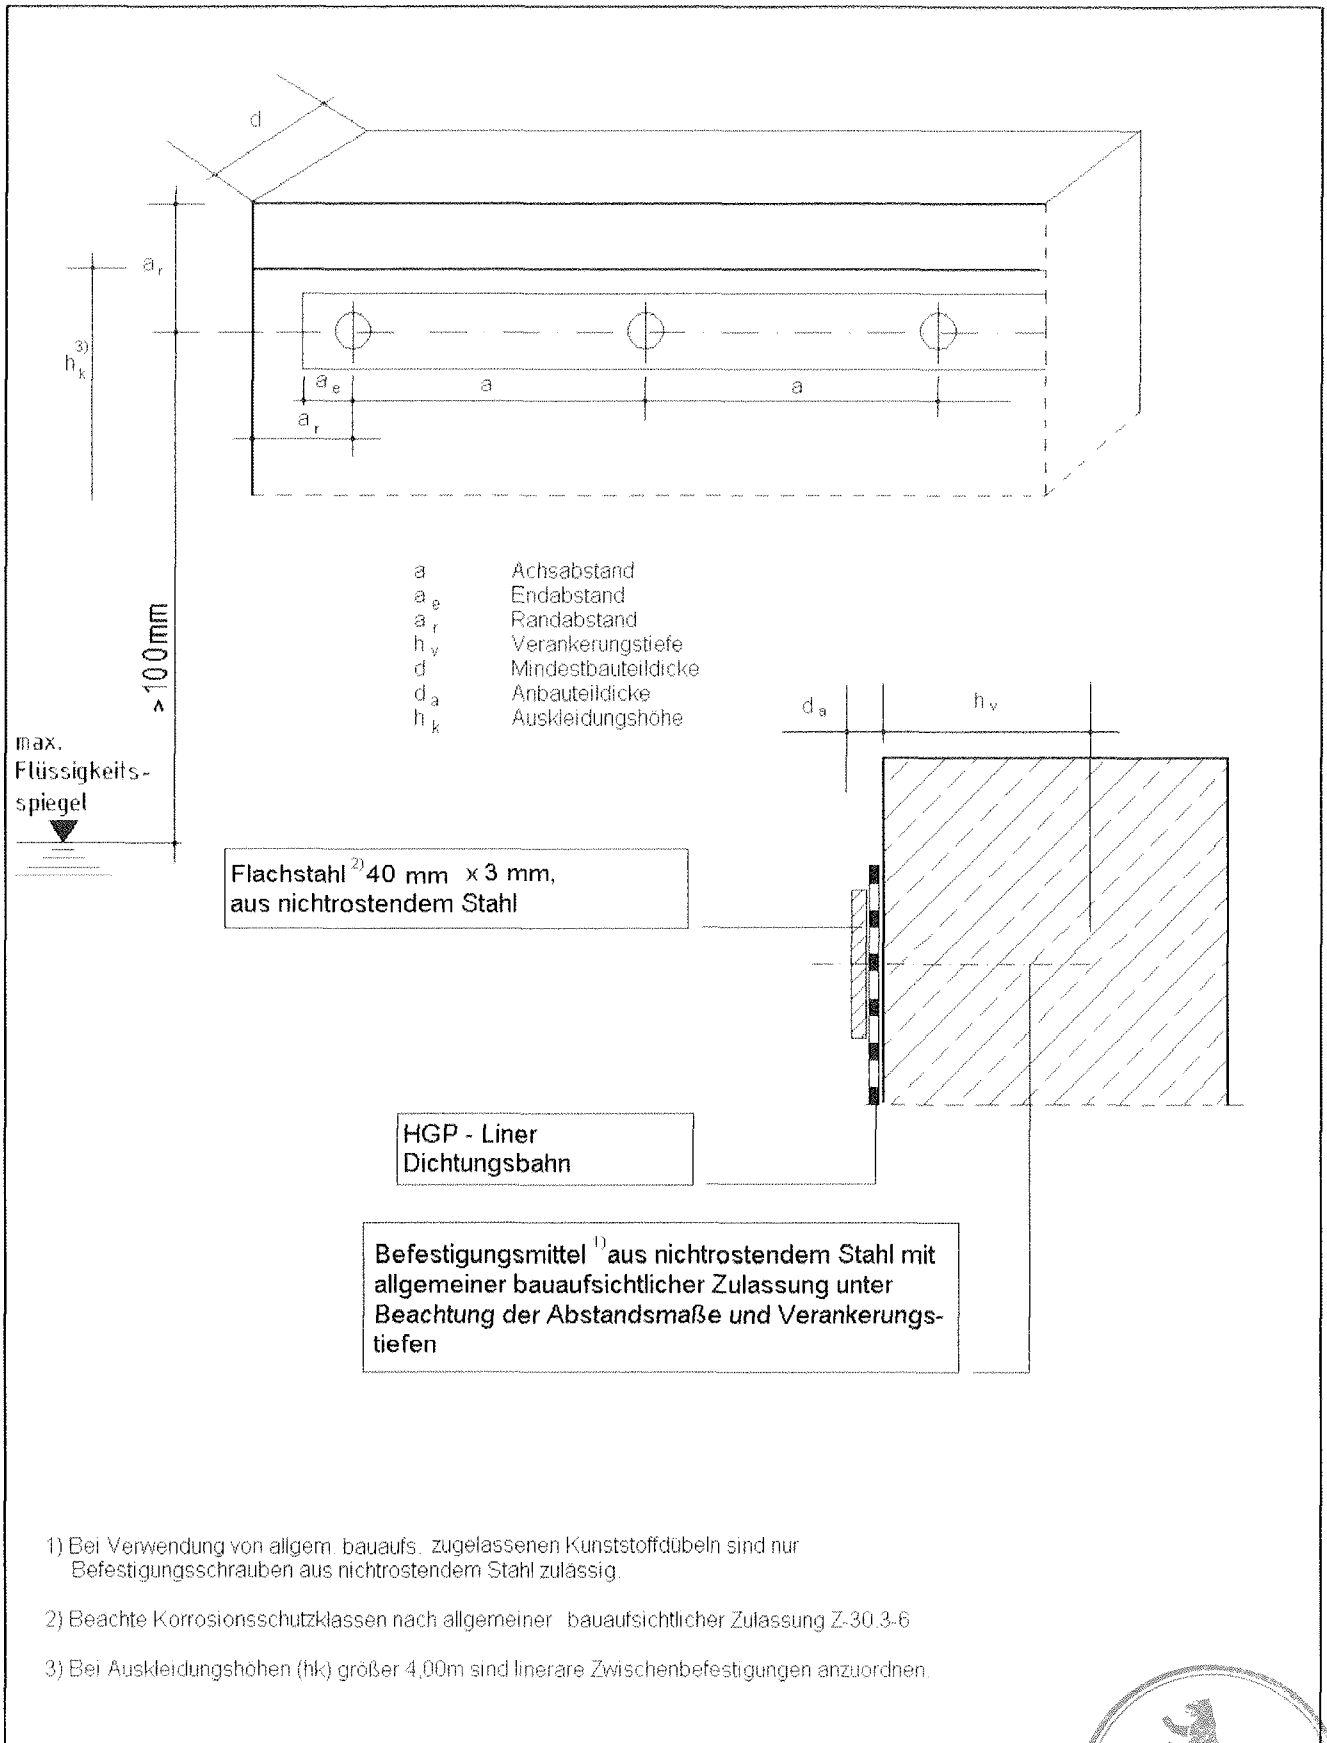 d
a r
h k 3)
a e
a
a
a r
>100mm
a Achsabstand
a e Endabstand
a r Randabstand
h v Verankerungstiefe
d Mindestbauteildicke
d a Anbauteildicke
h k Auskleidungshöhe
d a
h v
max.
Flüssigkeits-
spiegel
Flachstahl 2) 40 mm x 3 mm,
aus nichtrostendem Stahl
HGP - Liner
Dichtungsbahn
Befestigungsmittel 1) aus nichtrostendem Stahl mit
allgemeiner bauaufsichtlicher Zulassung unter
Beachtung der Abstandsmaße und Verankerungs-
tiefen
1) Bei Verwendung von allgem. bauaufs. zugelassenen Kunststoffdübeln sind nur
Befestigungsschrauben aus nichtrostendem Stahl zulässig.
2) Beachte Korrosionsschutzklassen nach allgemeiner bauaufsichtlicher Zulassung Z-30.3-6
3) Bei Auskleidungshöhen (hk) größer 4,00m sind linerare Zwischenbefestigungen anzuordnen.